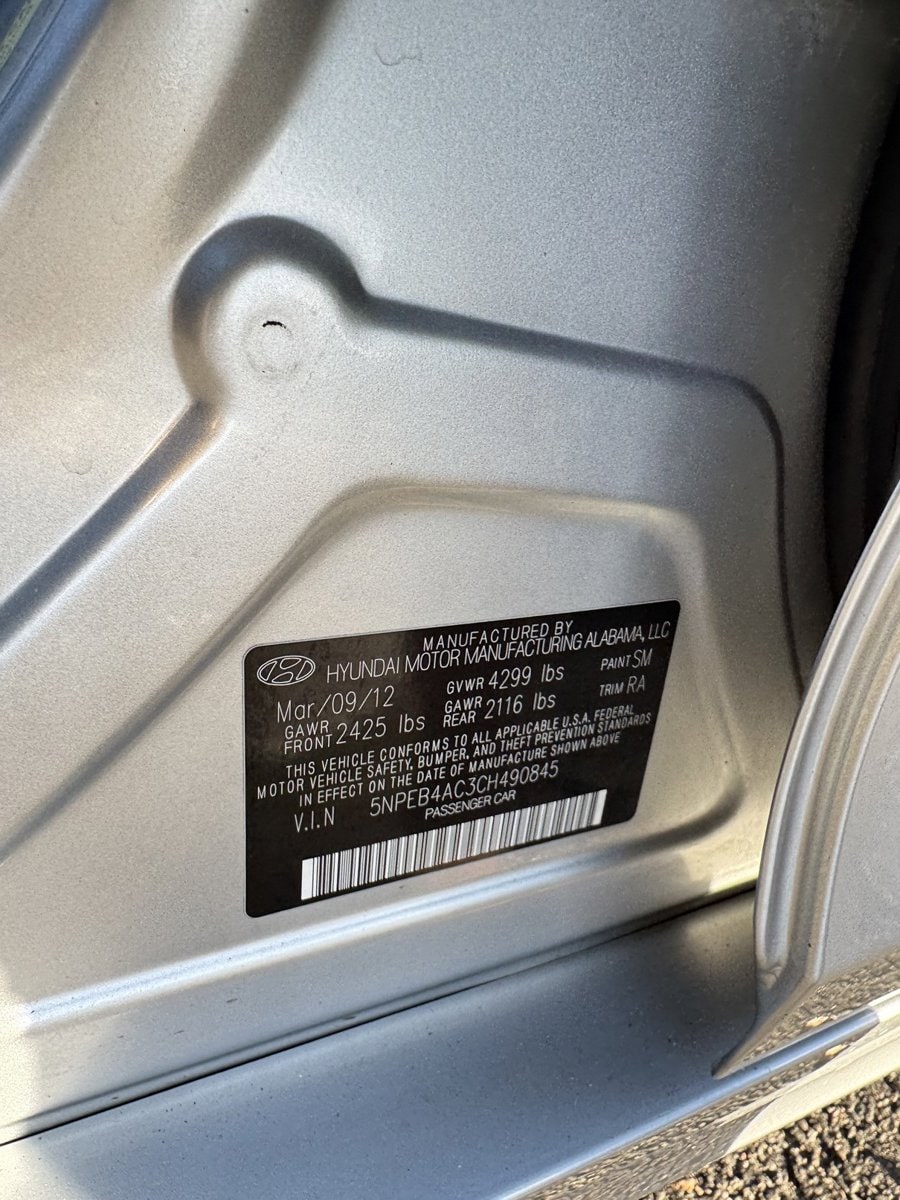 MANUFACTURED BY
HYUNDAI MOTOR MANUFACTURING ALABAMA, LLC
Mar/09/12 GVWR 4299 lbs PAINT SM
GAWR FRONT 2425 lbs GAWR REAR 2116 lbs TRIM RA
THIS VEHICLE CONFORMS TO ALL APPLICABLE U.S.A. FEDERAL
MOTOR VEHICLE SAFETY, BUMPER, AND THEFT PREVENTION STANDARDS
IN EFFECT ON THE DATE OF MANUFACTURE SHOWN ABOVE
V.I.N 5NPEB4AC3CH490845
PASSENGER CAR